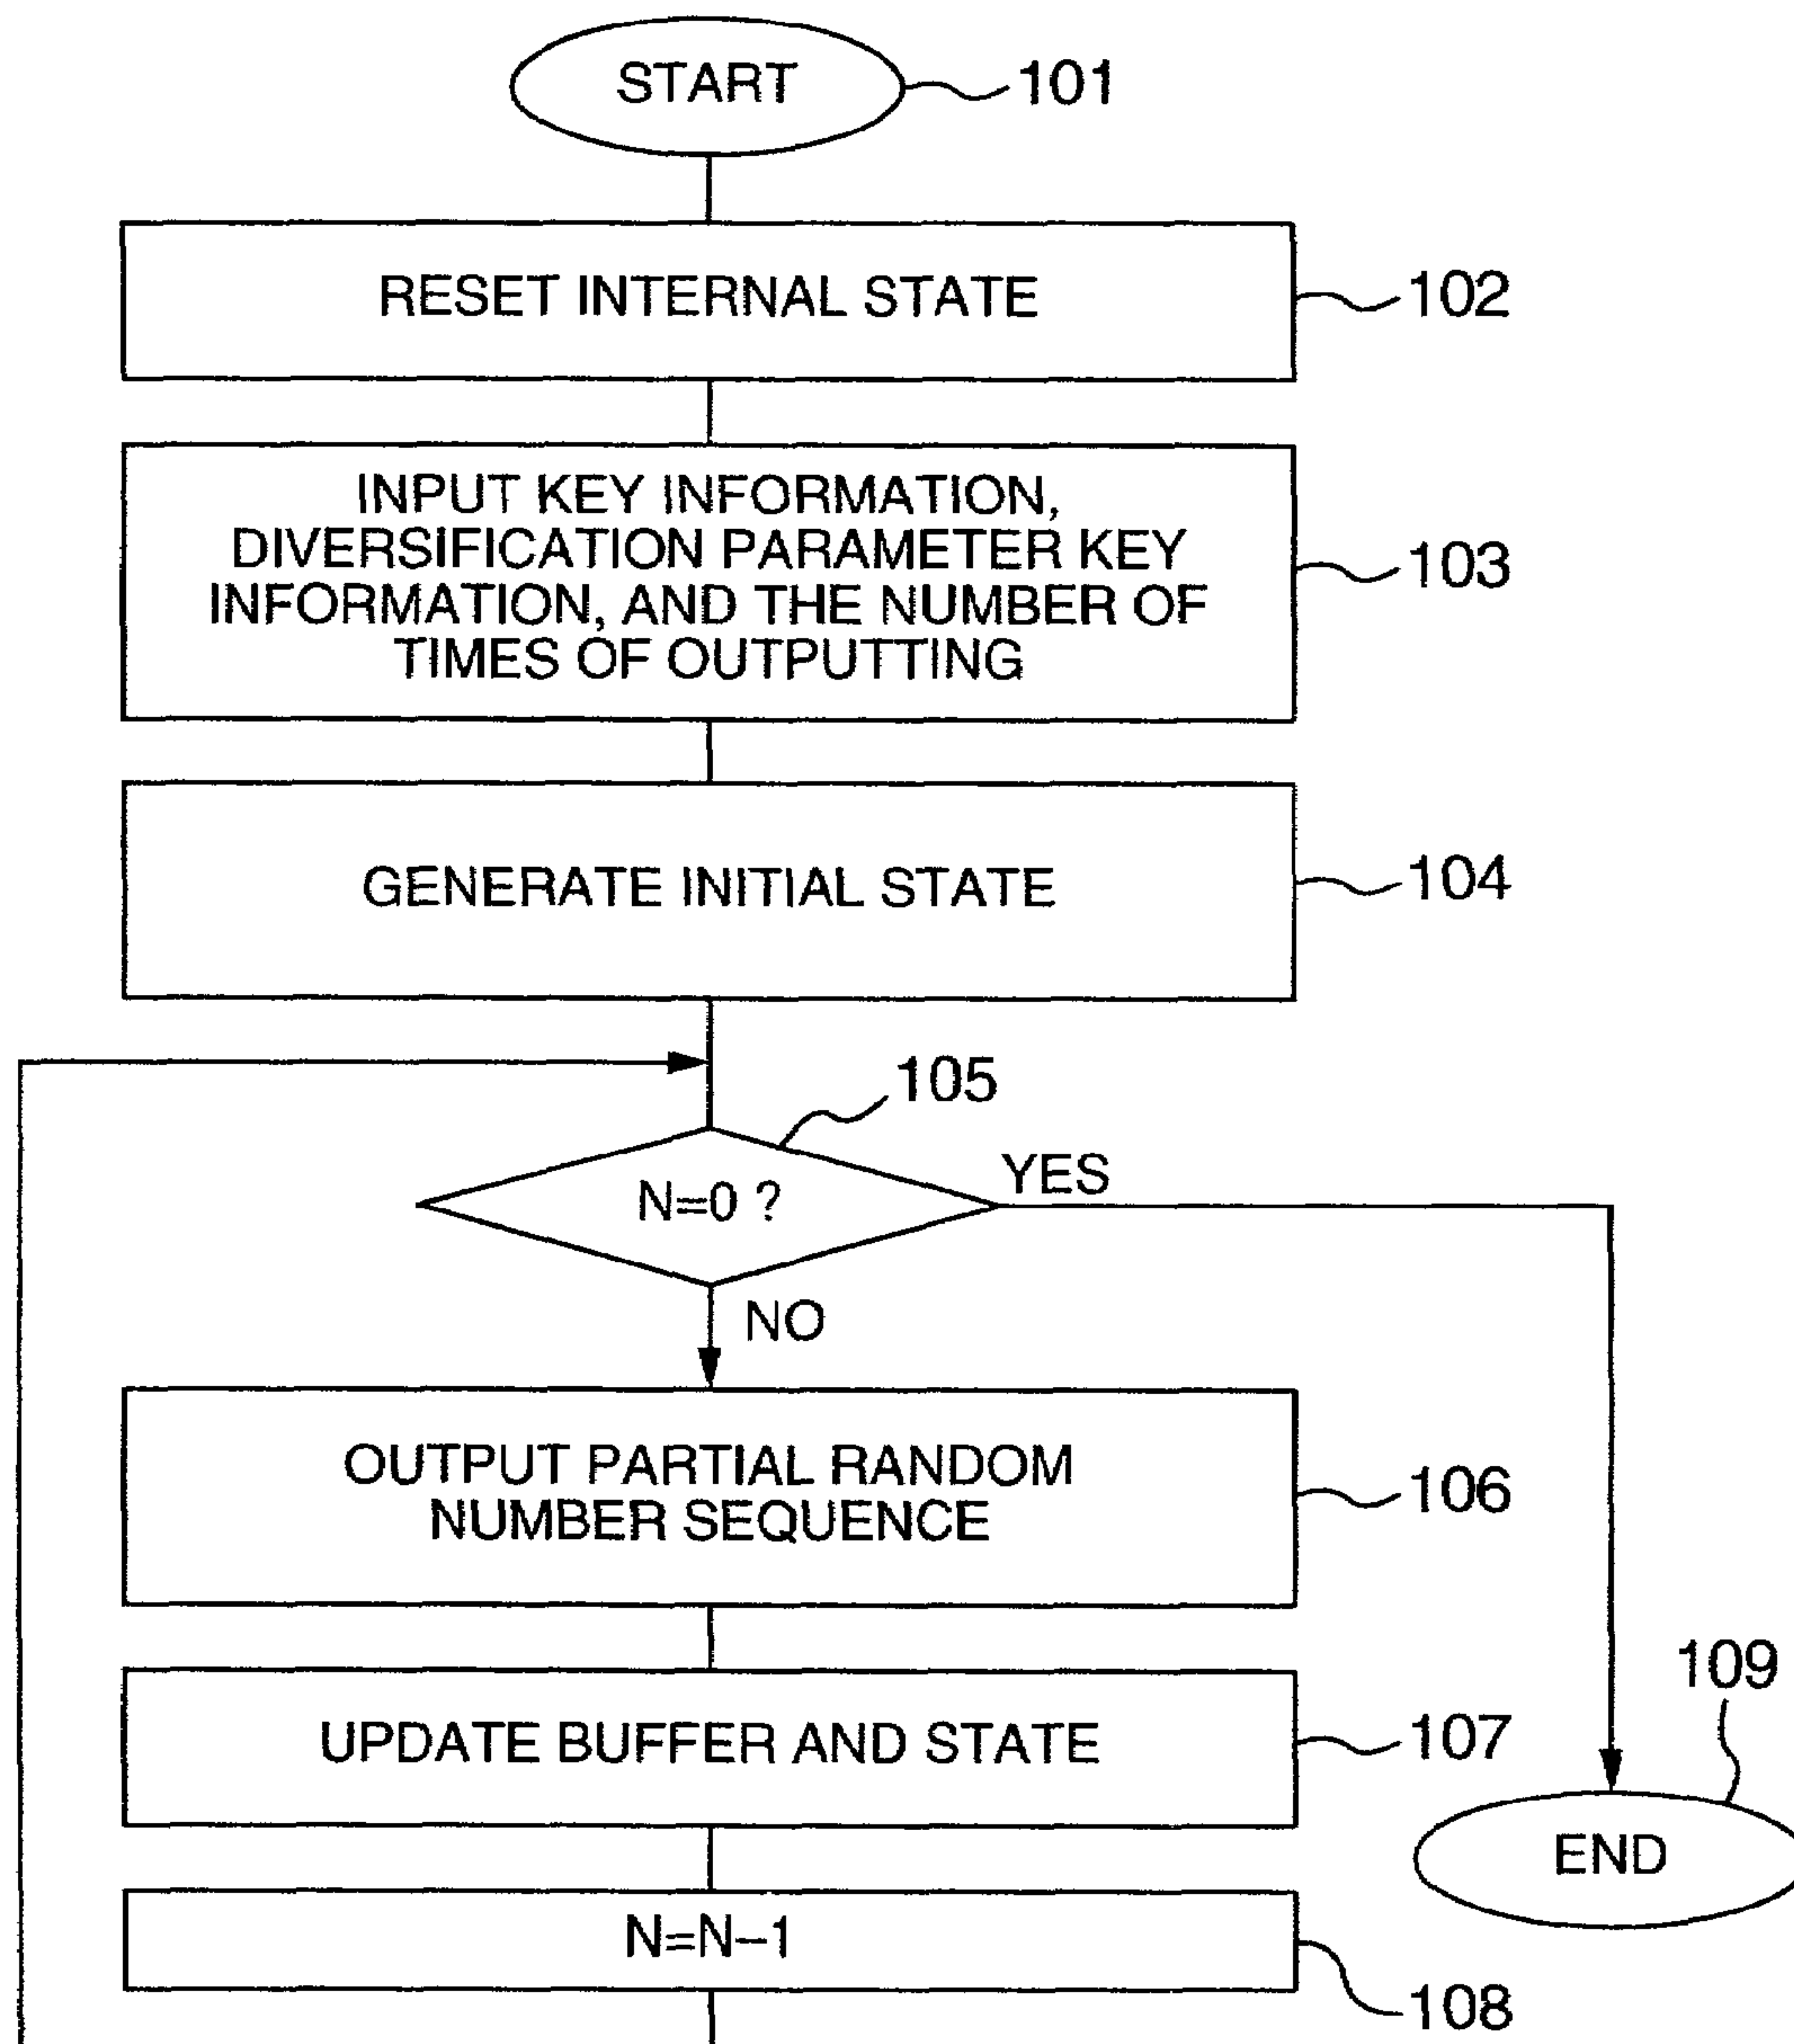 START
101
RESET INTERNAL STATE
102
INPUT KEY INFORMATION,
DIVERSIFICATION PARAMETER KEY
INFORMATION, AND THE NUMBER OF
TIMES OF OUTPUTTING
103
GENERATE INITIAL STATE
104
105
N=0 ?
YES
NO
OUTPUT PARTIAL RANDOM
NUMBER SEQUENCE
106
UPDATE BUFFER AND STATE
107
109
END
N=N–1
108